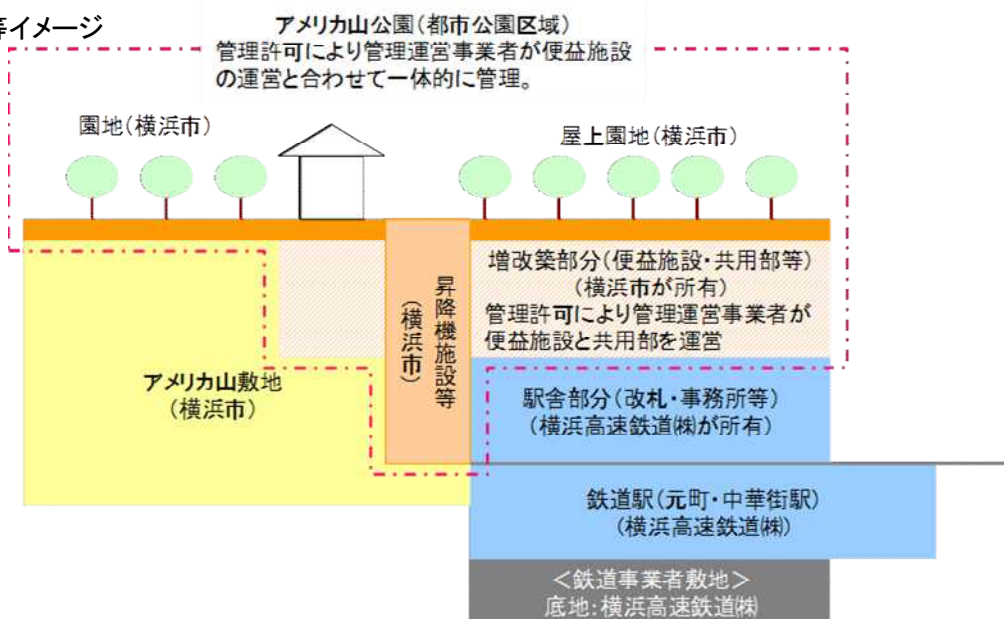 等イメージ
アメリカ山公園(都市公園区域)
管理許可により管理運営事業者が便益施設
の運営と合わせて一体的に管理。
園地(横浜市)
屋上園地(横浜市)
増改築部分(便益施設・共用部等)
(横浜市が所有)
管理許可により管理運営事業者が
便益施設と共用部を運営
昇降機施設等
(横浜市)
アメリカ山敷地
(横浜市)
駅舎部分(改札・事務所等)
(横浜高速鉄道㈱が所有)
鉄道駅(元町・中華街駅)
(横浜高速鉄道㈱)
<鉄道事業者敷地>
底地:横浜高速鉄道㈱